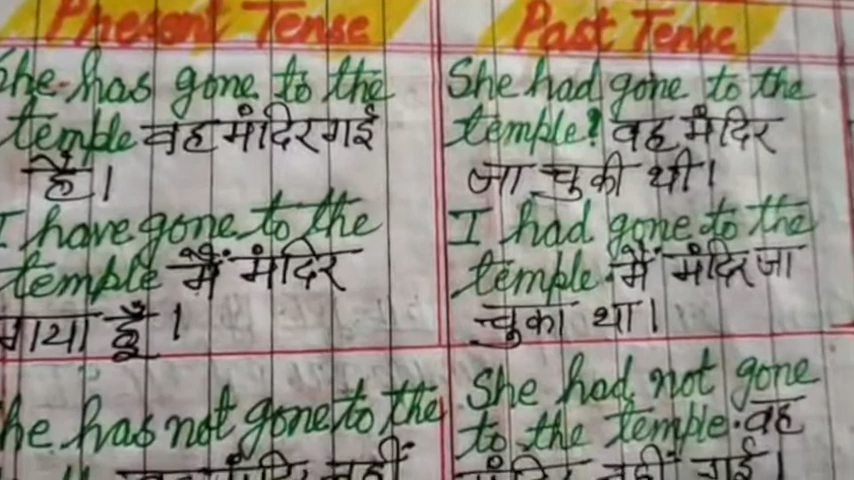 Present Tense
She has gone to the
temple वह मंदिर गई
है।
I have gone to the
temple मैं मंदिर
गया हूँ।
he has not gone to the
Past Tense
She had gone to the
temple? वह मंदिर
जा चुकी थी।
I had gone to the
temple. मैं मंदिर जा
चुका था।
She had not gone
to the temple. वह
मंदिर नहीं गई।